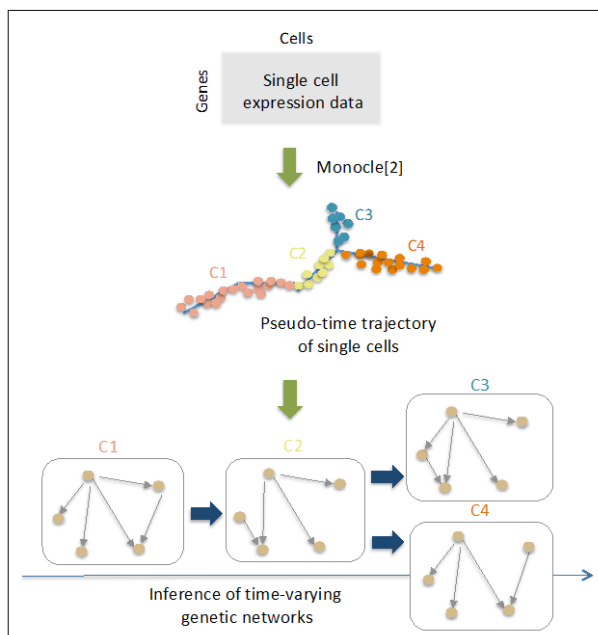 Cells
Genes
Single cell
expression data
Monocle[2]
C3
C2
C4
C1
Pseudo-time trajectory
of single cells
C3
C1
C2
C4
Inference of time-varying
genetic networks